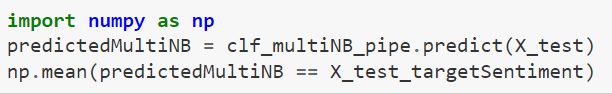 import numpy as np
predictedMultiNB = clf_multiNB_pipe.predict(X_test)
np.mean(predictedMultiNB == X_test_targetSentiment)